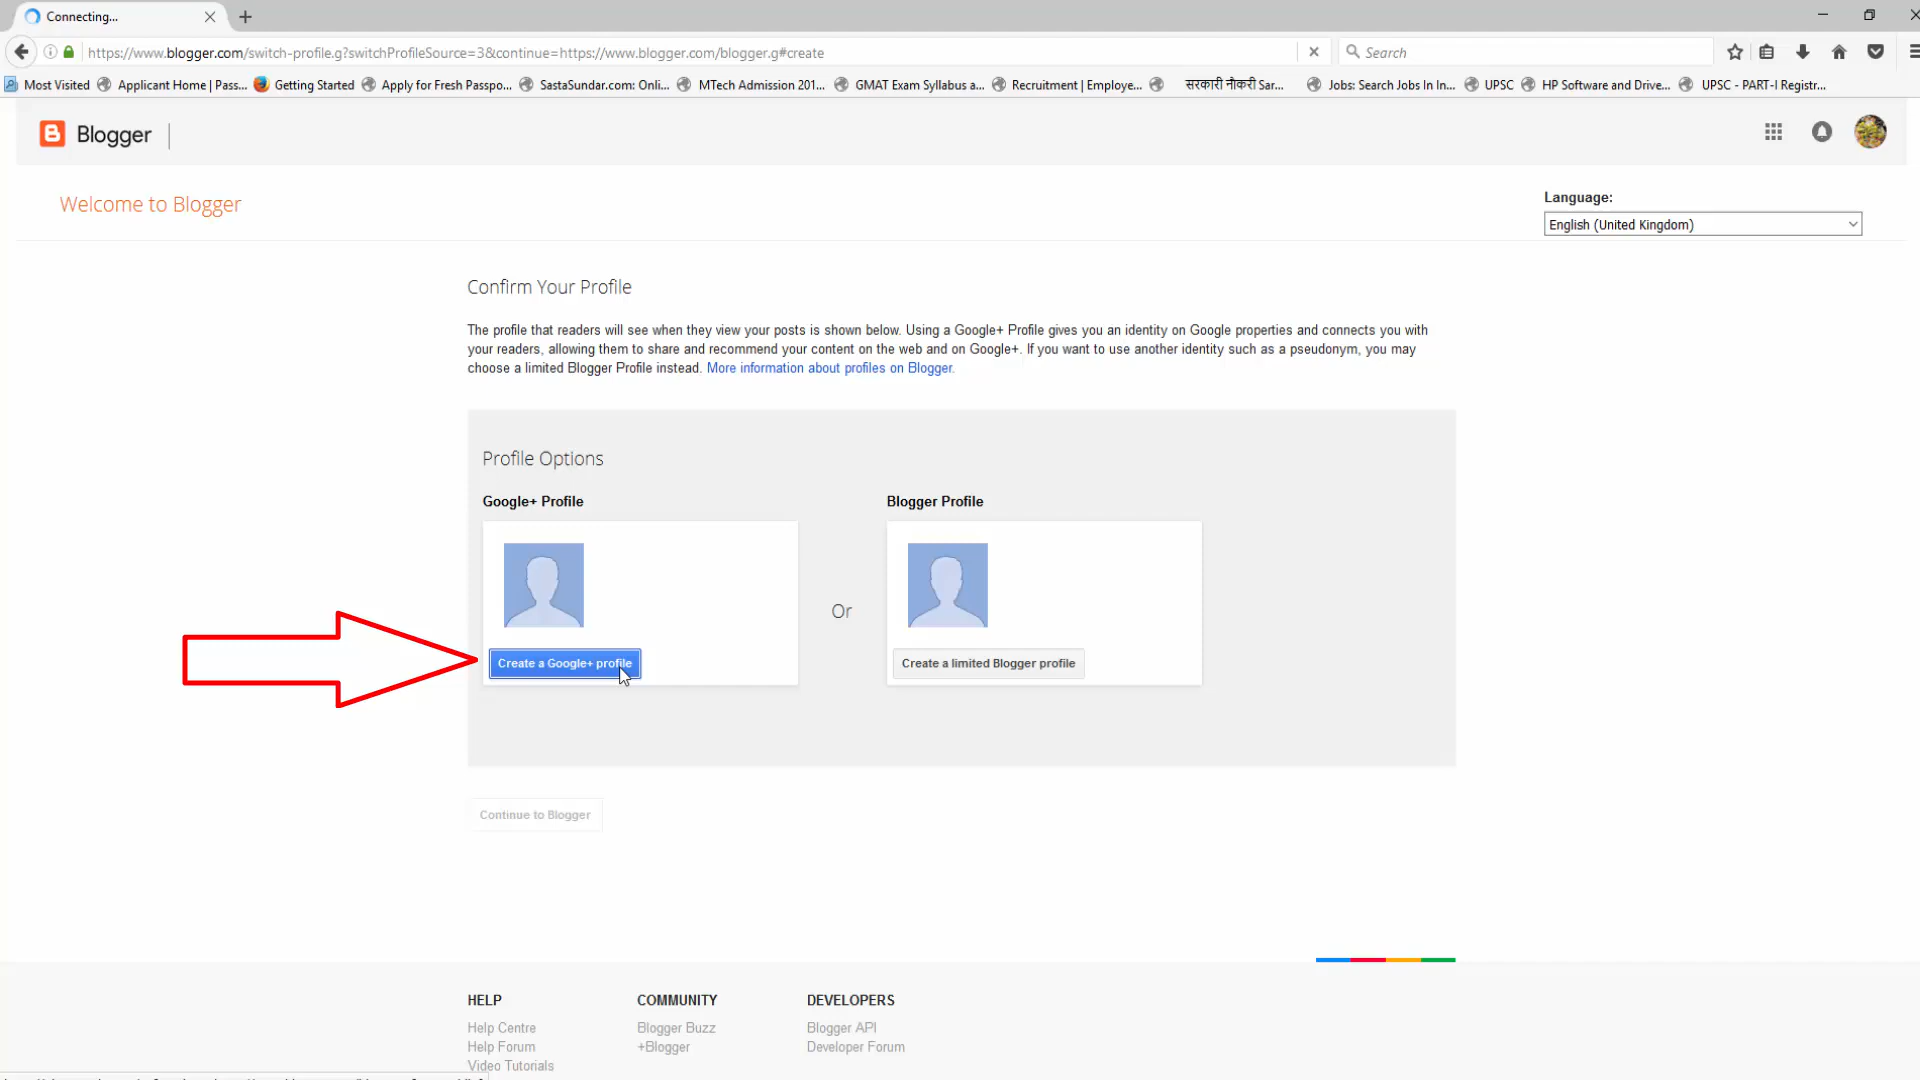 Connecting...
https://www.blogger.com/switch-profile.g?switchProfileSource=3&continue=https://www.blogger.com/blogger.g#create
Search
Most Visited
Applicant Home | Pass...
Getting Started
Apply for Fresh Passpo...
SastaSundar.com: Onli...
MTech Admission 201...
GMAT Exam Syllabus a...
Recruitment | Employe...
सरकारी नौकरी Sar...
Jobs: Search Jobs In In...
UPSC
HP Software and Drive...
UPSC - PART-I Registr...
Blogger
Welcome to Blogger
Language:
English (United Kingdom)
Confirm Your Profile
The profile that readers will see when they view your posts is shown below. Using a Google+ Profile gives you an identity on Google properties and connects you with
your readers, allowing them to share and recommend your content on the web and on Google+. If you want to use another identity such as a pseudonym, you may
choose a limited Blogger Profile instead. More information about profiles on Blogger.
Profile Options
Google+ Profile
Blogger Profile
Or
Create a Google+ profile
Create a limited Blogger profile
Continue to Blogger
HELP
Help Centre
Help Forum
Video Tutorials
COMMUNITY
Blogger Buzz
+Blogger
DEVELOPERS
Blogger API
Developer Forum